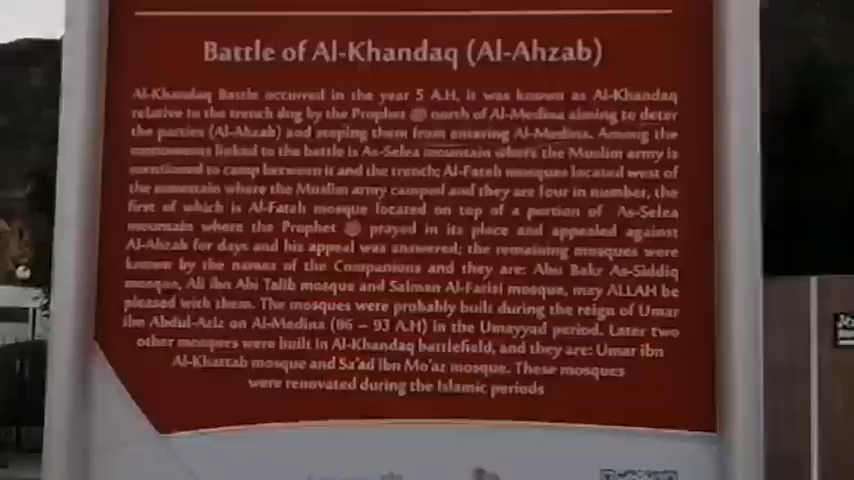 Battle of Al-Khandaq (Al-Ahzab)
Al-Khandaq Battle occurred in the year 5 A.H, it was known as Al-Khandaq
relative to the trench dug by the Prophet north of Al-Medina aiming to deter
the parties (Al-Ahzab) and stoping them from entering Al-Medina. Among the
monuments linked to the battle is As-Selea mountain where the Muslim army is
mentioned to camp between it and the trench; Al-Fateh mosques located west of
the mountain where the Muslim army camped and they are four in number, the
first of which is Al-Fateh mosque located on top of a portion of As-Selea
mountain where the Prophet prayed in its place and appealed against
Al-Ahzab for days and his appeal was answered; the remaining mosques were
known by the names of the Companions and they are: Abu Bakr As-Siddiq
mosque, Ali ibn Abi Talib mosque and Salman Al-Farisi mosque, may ALLAH be
pleased with them. The mosques were probably built during the reign of Umar
ibn Abdul-Aziz on Al-Medina (86 – 93 A.H) in the Umayyad period. Later two
other mosques were built in Al-Khandaq battlefield, and they are: Umar ibn
Al-Khattab mosque and Sa'ad ibn Mo'az mosque. These mosques
were renovated during the Islamic periods